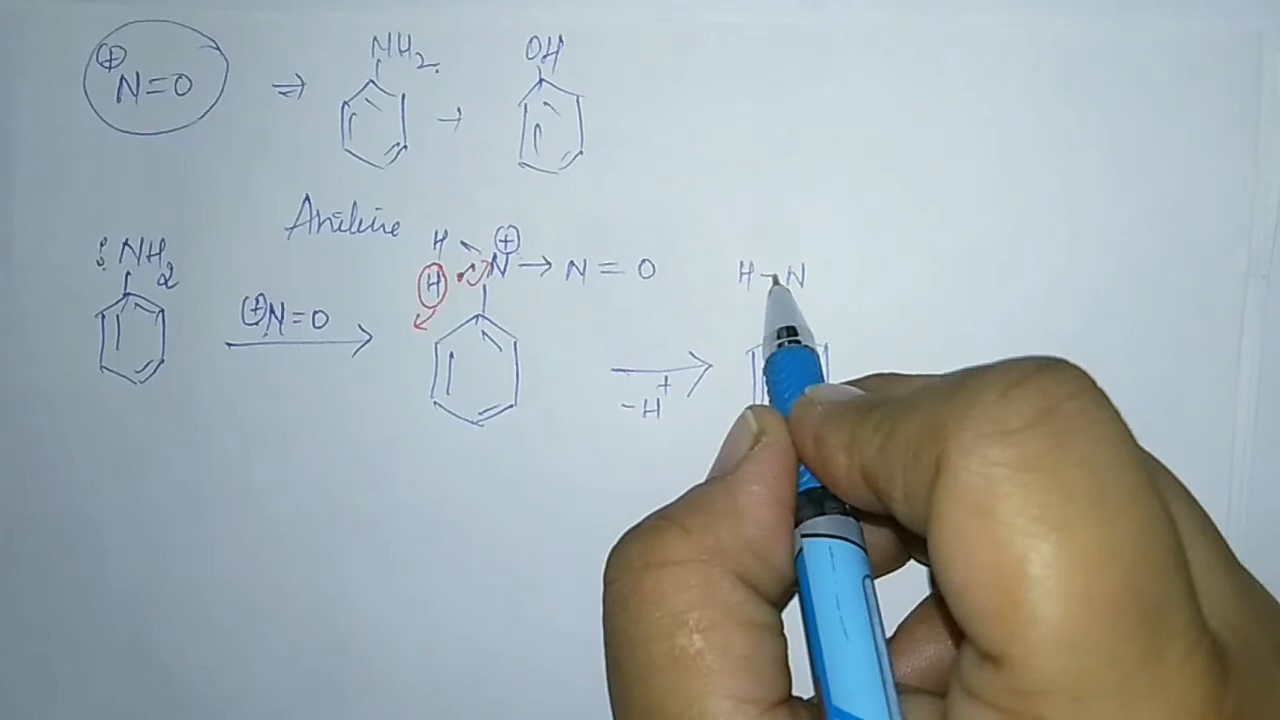 ⊕
N=O ⇒ NH2 + OH
Aniline
:NH2 ⊕N=O → H H N⊕ → N=O
-H+ → H-N